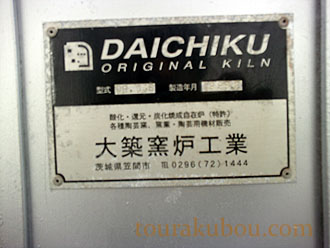 DAICHIKU
ORIGINAL KILN
型式 製造年月
酸化・還元・炭化焼成自在炉（特許）
各種陶芸窯、窯業・陶芸用機材販売
大築窯炉工業
茨城県笠間市 TEL 0296(72)1444
tourakubou.com